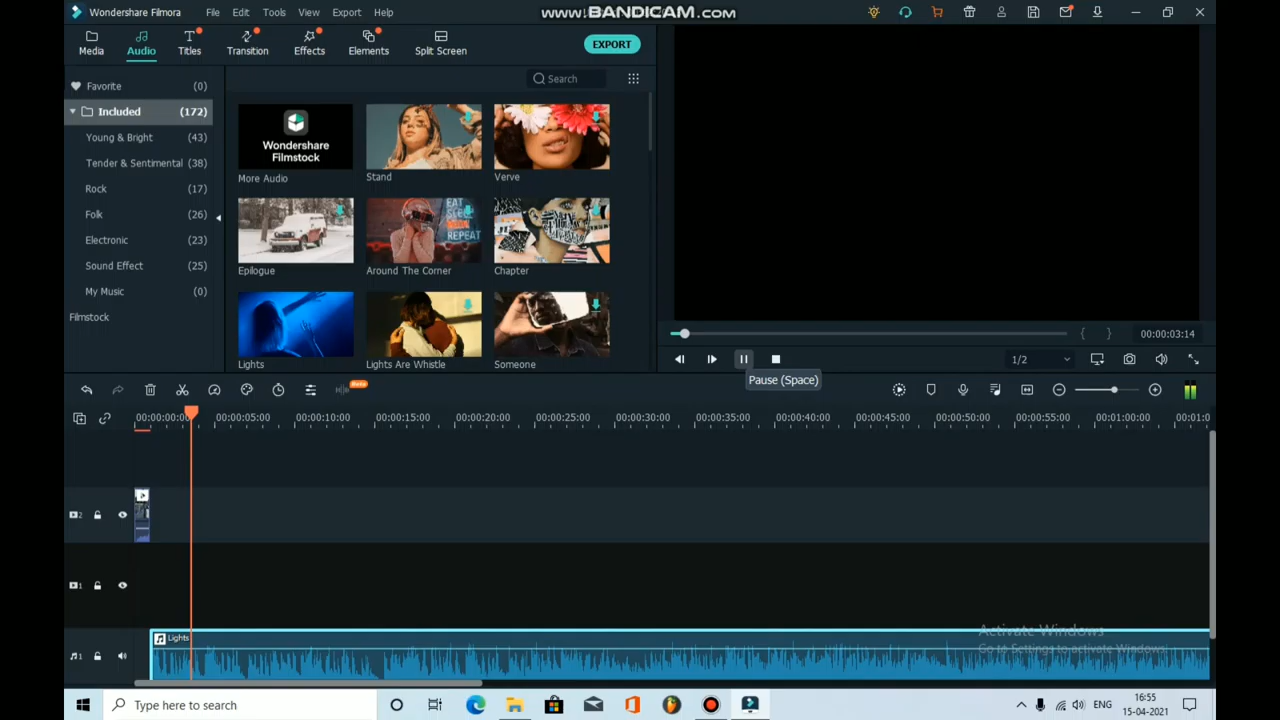 Wondershare Filmora File Edit Tools View Export Help
www.BANDICAM.com
Media Audio Titles Transition Effects Elements Split Screen
EXPORT
Favorite (0)
Search
Included (172)
Young & Bright (43)
Tender & Sentimental (38)
Rock (17)
Folk (26)
Electronic (23)
Sound Effect (25)
My Music (0)
Filmstock
Wondershare
Filmstock
More Audio Stand Verve
EAT
REPEAT
Epilogue Around The Corner Chapter
Lights Lights Are Whistle Someone
{ } 00:00:03:14
1/2
Pause (Space)
Beta
00:00:00:0 00:00:05:00 00:00:10:00 00:00:15:00 00:00:20:00 00:00:25:00 00:00:30:00 00:00:35:00 00:00:40:00 00:00:45:00 00:00:50:00 00:00:55:00 00:01:00:00 00:01:0
2
1
Lights
1
Activate Windows
Go to Settings to activate Windows.
Type here to search
ENG
16:55
15-04-2021